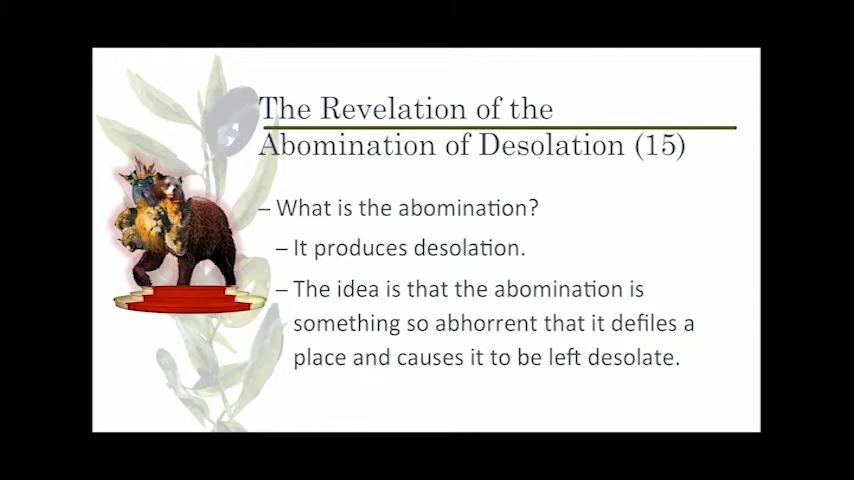 The Revelation of the
Abomination of Desolation (15)
– What is the abomination?
– It produces desolation.
– The idea is that the abomination is
something so abhorrent that it defiles a
place and causes it to be left desolate.